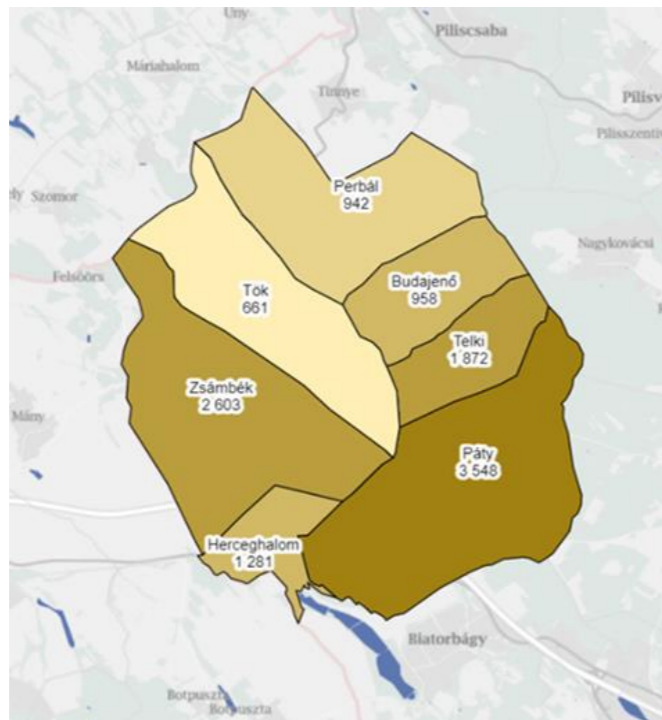 Úny
Piliscsaba
Máriahalom
Tinnye
Pilisv
Pilisszentiv
Perbál
942
Szomor
Nagykovácsi
Felsőörs
Budajenő
958
Tök
661
Telki
1 872
Zsámbék
2 603
Mány
Páty
3 548
Herceghalom
1 281
Biatorbágy
Botpuszta
Botpuszta